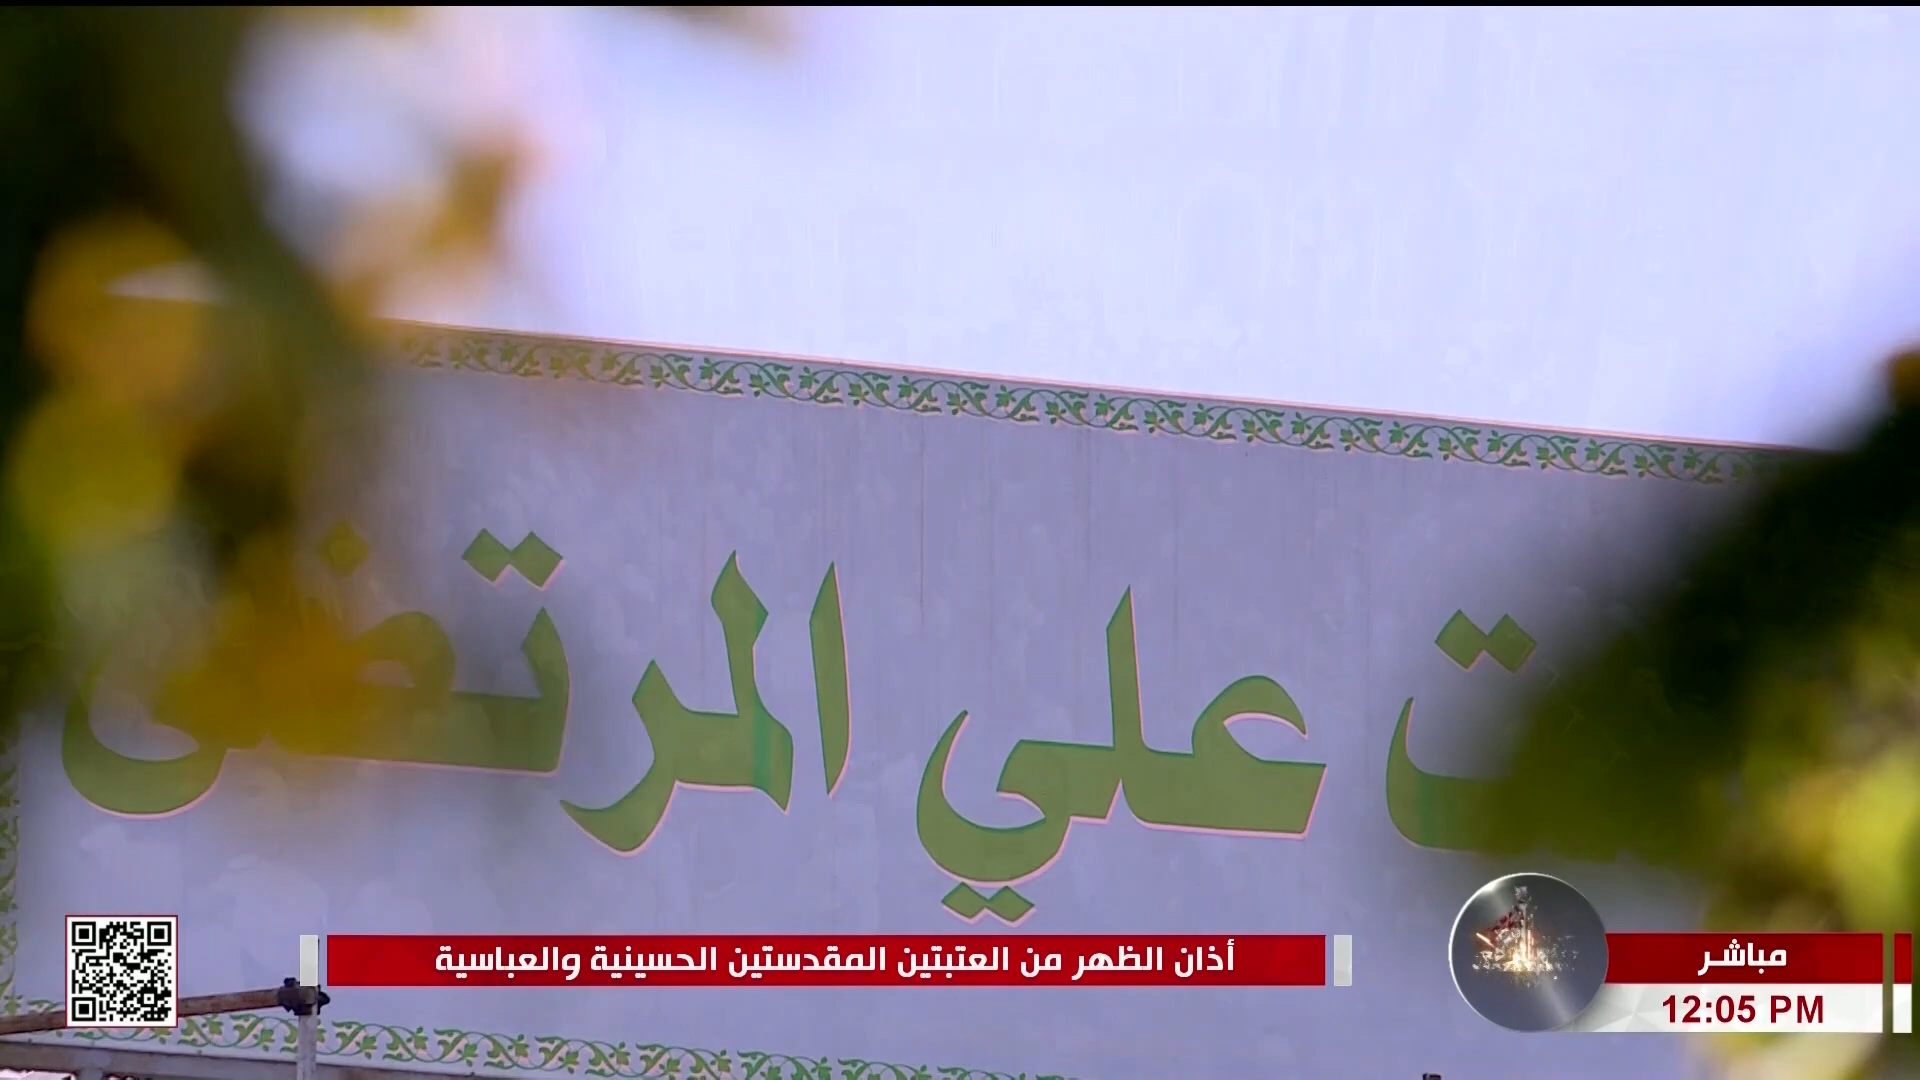 علي المرتضى
أذان الظهر من العتبتين المقدستين الحسينية والعباسية
مباشر
12:05 PM